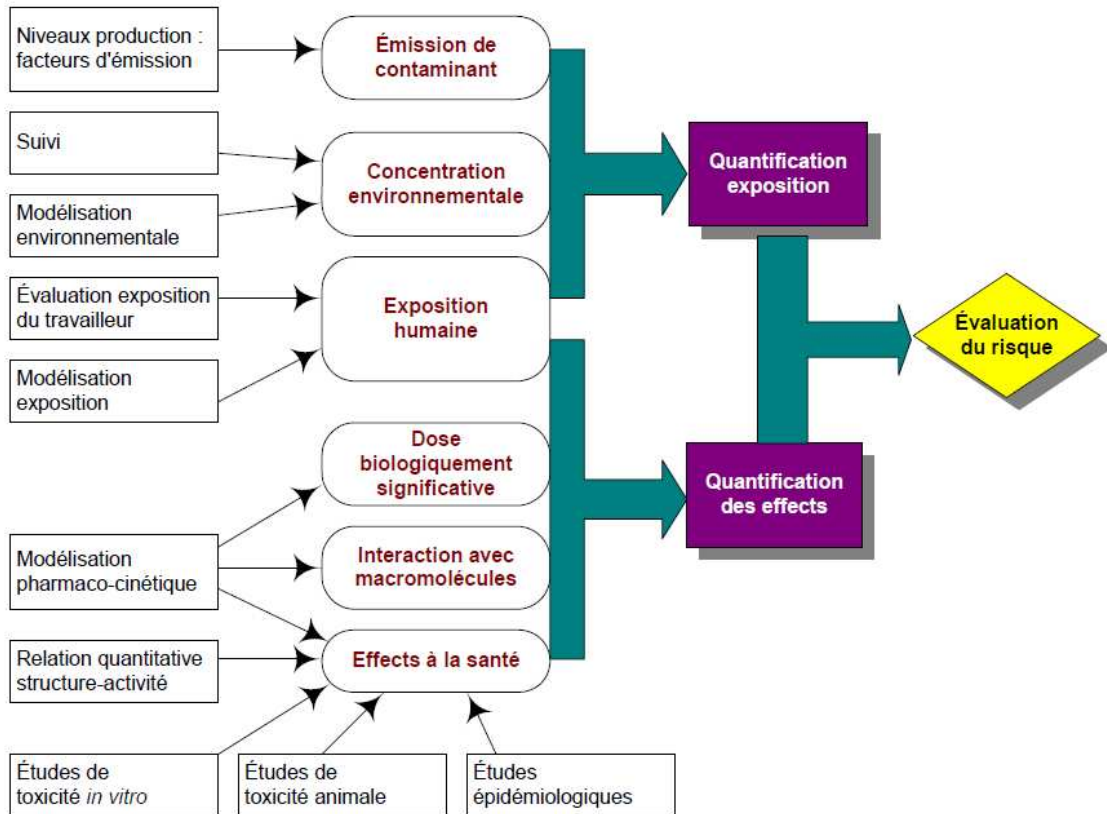 Niveaux production :
facteurs d'émission
Émission de
contaminant
Suivi
Concentration
environnementale
Quantification
exposition
Modélisation
environnementale
Évaluation exposition
du travailleur
Exposition
humaine
Évaluation
du risque
Modélisation
exposition
Dose
biologiquement
significative
Quantification
des effects
Modélisation
pharmaco-cinétique
Interaction avec
macromolécules
Relation quantitative
structure-activité
Effects à la santé
Études de
toxicité in vitro
Études de
toxicité animale
Études
épidémiologiques